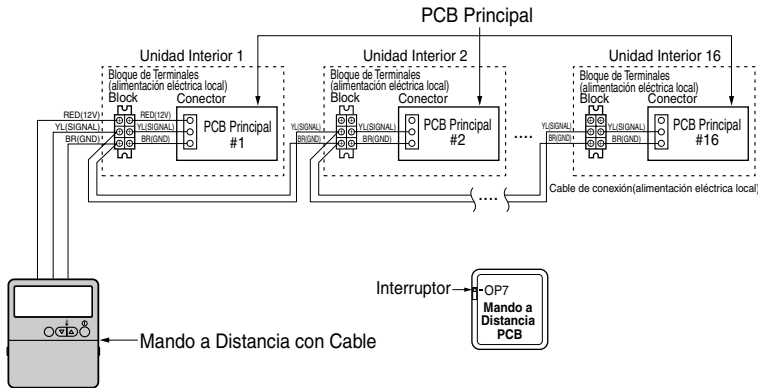 PCB Principal
Unidad Interior 1
Bloque de Terminales
(alimentación eléctrica local)
Block
Conector
RED(12V)
RED(12V)
YL(SIGNAL)
YL(SIGNAL)
BR(GND)
BR(GND)
PCB Principal
#1
Unidad Interior 2
Bloque de Terminales
(alimentación eléctrica local)
Block
Conector
YL(SIGNAL)
YL(SIGNAL)
BR(GND)
BR(GND)
PCB Principal
#2
....
Unidad Interior 16
Bloque de Terminales
(alimentación eléctrica local)
Block
Conector
YL(SIGNAL)
YL(SIGNAL)
BR(GND)
BR(GND)
PCB Principal
#16
....
Cable de conexión(alimentación eléctrica local)
Interruptor
OP7
Mando a
Distancia
PCB
Mando a Distancia con Cable